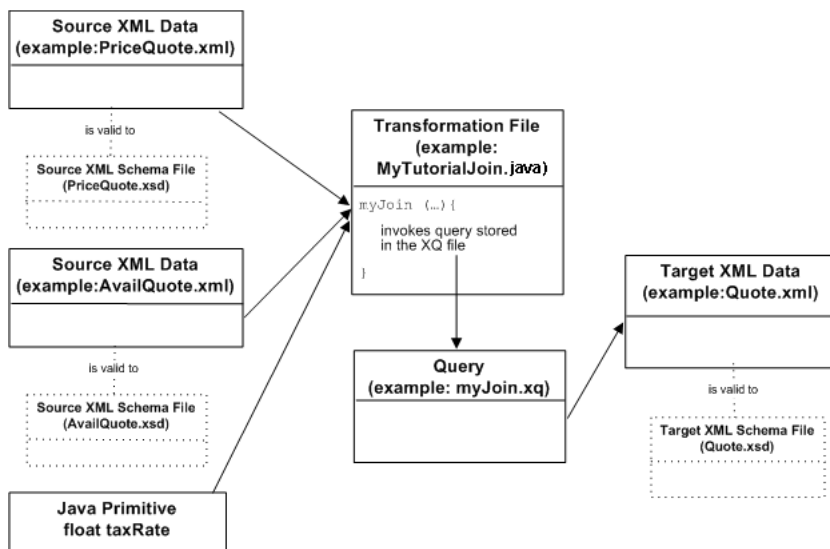 Source XML Data
(example:PriceQuote.xml)
is valid to
Source XML Schema File
(PriceQuote.xsd)
Source XML Data
(example:AvailQuote.xml)
is valid to
Source XML Schema File
(AvailQuote.xsd)
Java Primitive
float taxRate
Transformation File
(example:
MyTutorialJoin.java)
myJoin (…){
invokes query stored
in the XQ file
}
Query
(example: myJoin.xq)
Target XML Data
(example:Quote.xml)
is valid to
Target XML Schema File
(Quote.xsd)